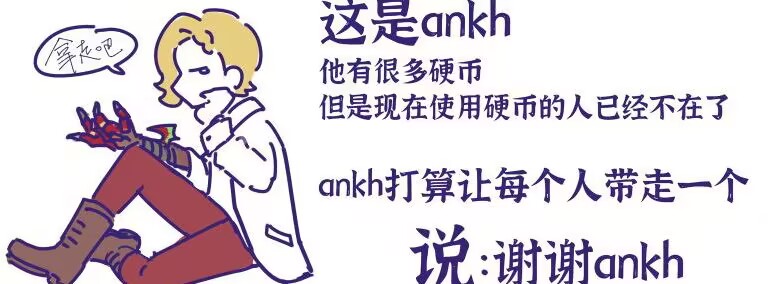 拿走吧
这是ankh
他有很多硬币
但是现在使用硬币的人已经不在了
ankh打算让每个人带走一个
说:谢谢ankh